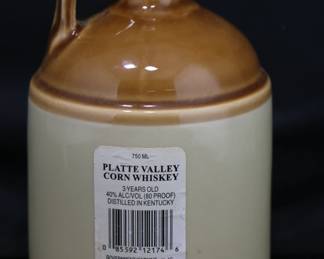 750 ML
PLATTE VALLEY
CORN WHISKEY
3 YEARS OLD
40% ALC/VOL (80 PROOF)
DISTILLED IN KENTUCKY
0 85592 12174 6